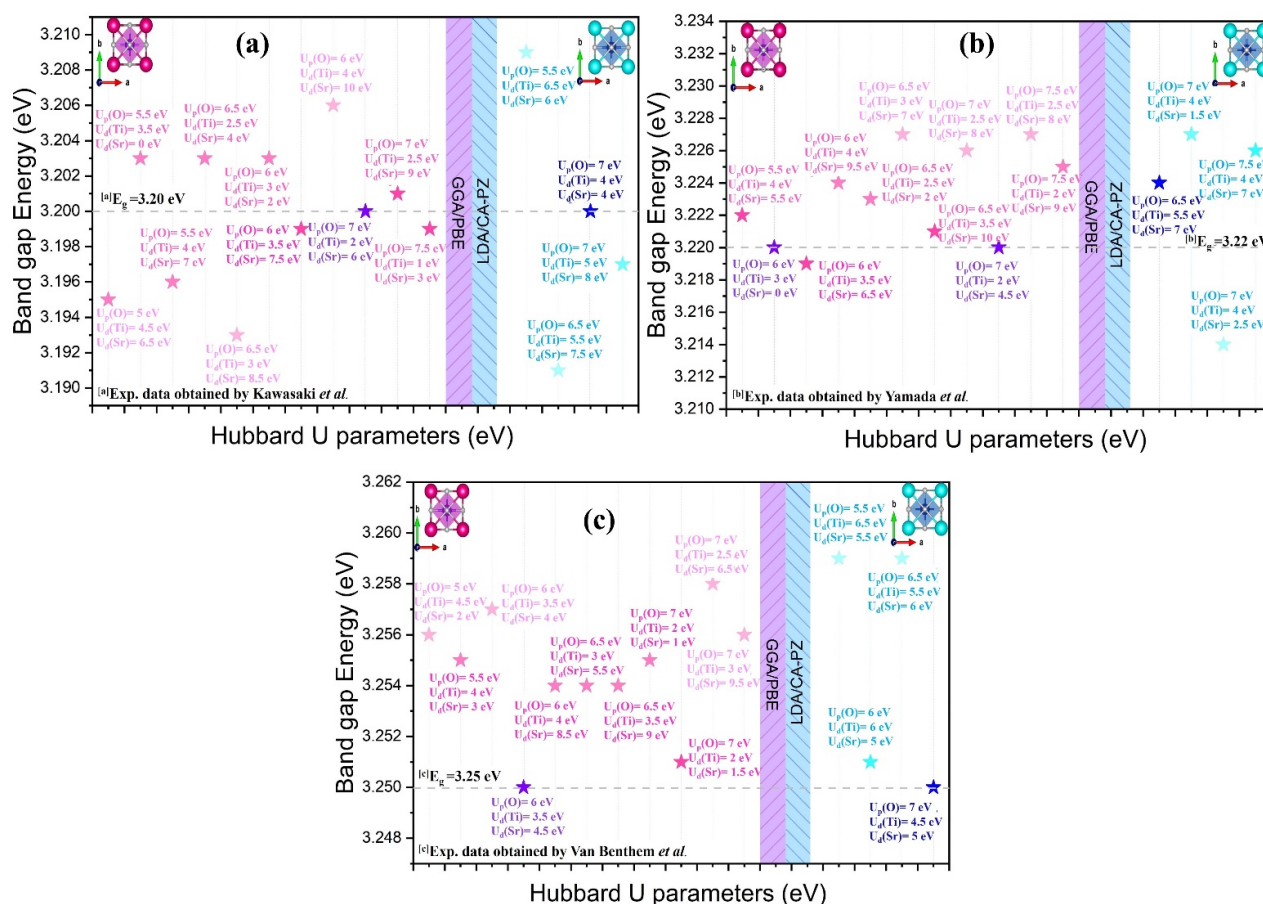 (a)
Band gap Energy (eV)
3.210
3.208
3.206
3.204
3.202
3.200
3.198
3.196
3.194
3.192
3.190
b
a
Up(O)= 5.5 eV
Ud(Ti)= 3.5 eV
Ud(Sr)= 0 eV
Up(O)= 6.5 eV
Ud(Ti)= 2.5 eV
Ud(Sr)= 4 eV
Up(O)= 6 eV
Ud(Ti)= 4 eV
Ud(Sr)= 10 eV
Up(O)= 6 eV
Ud(Ti)= 3 eV
Ud(Sr)= 2 eV
Up(O)= 7 eV
Ud(Ti)= 2.5 eV
Ud(Sr)= 9 eV
[a]Eg =3.20 eV
Up(O)= 5.5 eV
Ud(Ti)= 4 eV
Ud(Sr)= 7 eV
Up(O)= 6 eV
Ud(Ti)= 3.5 eV
Ud(Sr)= 7.5 eV
Up(O)= 7 eV
Ud(Ti)= 2 eV
Ud(Sr)= 6 eV
Up(O)= 7.5 eV
Ud(Ti)= 1 eV
Ud(Sr)= 3 eV
Up(O)= 5 eV
Ud(Ti)= 4.5 eV
Ud(Sr)= 6.5 eV
Up(O)= 6.5 eV
Ud(Ti)= 3 eV
Ud(Sr)= 8.5 eV
GGA/PBE
LDA/CA-PZ
b
a
Up(O)= 5.5 eV
Ud(Ti)= 6.5 eV
Ud(Sr)= 6 eV
Up(O)= 7 eV
Ud(Ti)= 4 eV
Ud(Sr)= 4 eV
Up(O)= 7 eV
Ud(Ti)= 5 eV
Ud(Sr)= 8 eV
Up(O)= 6.5 eV
Ud(Ti)= 5.5 eV
Ud(Sr)= 7.5 eV
[a]Exp. data obtained by Kawasaki et al.
Hubbard U parameters (eV)
(b)
Band gap Energy (eV)
3.234
3.232
3.230
3.228
3.226
3.224
3.222
3.220
3.218
3.216
3.214
3.212
3.210
b
a
Up(O)= 6.5 eV
Ud(Ti)= 3 eV
Ud(Sr)= 7 eV
Up(O)= 7 eV
Ud(Ti)= 2.5 eV
Ud(Sr)= 8 eV
Up(O)= 7.5 eV
Ud(Ti)= 2.5 eV
Ud(Sr)= 8 eV
Up(O)= 6 eV
Ud(Ti)= 4 eV
Ud(Sr)= 9.5 eV
Up(O)= 5.5 eV
Ud(Ti)= 4 eV
Ud(Sr)= 5.5 eV
Up(O)= 6.5 eV
Ud(Ti)= 2.5 eV
Ud(Sr)= 2 eV
Up(O)= 7.5 eV
Ud(Ti)= 2 eV
Ud(Sr)= 9 eV
Up(O)= 6.5 eV
Ud(Ti)= 3.5 eV
Ud(Sr)= 10 eV
Up(O)= 6 eV
Ud(Ti)= 3 eV
Ud(Sr)= 0 eV
Up(O)= 6 eV
Ud(Ti)= 3.5 eV
Ud(Sr)= 6.5 eV
Up(O)= 7 eV
Ud(Ti)= 2 eV
Ud(Sr)= 4.5 eV
GGA/PBE
LDA/CA-PZ
b
a
Up(O)= 7 eV
Ud(Ti)= 4 eV
Ud(Sr)= 1.5 eV
Up(O)= 7.5 eV
Ud(Ti)= 4 eV
Ud(Sr)= 7 eV
Up(O)= 6.5 eV
Ud(Ti)= 5.5 eV
Ud(Sr)= 7 eV
[b]Eg=3.22 eV
Up(O)= 7 eV
Ud(Ti)= 4 eV
Ud(Sr)= 2.5 eV
[b]Exp. data obtained by Yamada et al.
Hubbard U parameters (eV)
(c)
Band gap Energy (eV)
3.262
3.260
3.258
3.256
3.254
3.252
3.250
3.248
b
a
Up(O)= 5 eV
Ud(Ti)= 4.5 eV
Ud(Sr)= 2 eV
Up(O)= 6 eV
Ud(Ti)= 3.5 eV
Ud(Sr)= 4 eV
Up(O)= 7 eV
Ud(Ti)= 2.5 eV
Ud(Sr)= 6.5 eV
Up(O)= 7 eV
Ud(Ti)= 2 eV
Ud(Sr)= 1 eV
Up(O)= 6.5 eV
Ud(Ti)= 3 eV
Ud(Sr)= 5.5 eV
Up(O)= 7 eV
Ud(Ti)= 3 eV
Ud(Sr)= 9.5 eV
Up(O)= 5.5 eV
Ud(Ti)= 4 eV
Ud(Sr)= 3 eV
Up(O)= 6 eV
Ud(Ti)= 4 eV
Ud(Sr)= 8.5 eV
Up(O)= 6.5 eV
Ud(Ti)= 3.5 eV
Ud(Sr)= 9 eV
Up(O)= 7 eV
Ud(Ti)= 2 eV
Ud(Sr)= 1.5 eV
[c]Eg =3.25 eV
Up(O)= 6 eV
Ud(Ti)= 3.5 eV
Ud(Sr)= 4.5 eV
GGA/PBE
LDA/CA-PZ
b
a
Up(O)= 5.5 eV
Ud(Ti)= 6.5 eV
Ud(Sr)= 5.5 eV
Up(O)= 6.5 eV
Ud(Ti)= 5.5 eV
Ud(Sr)= 6 eV
Up(O)= 6 eV
Ud(Ti)= 6 eV
Ud(Sr)= 5 eV
Up(O)= 7 eV
Ud(Ti)= 4.5 eV
Ud(Sr)= 5 eV
[c]Exp. data obtained by Van Benthem et al.
Hubbard U parameters (eV)